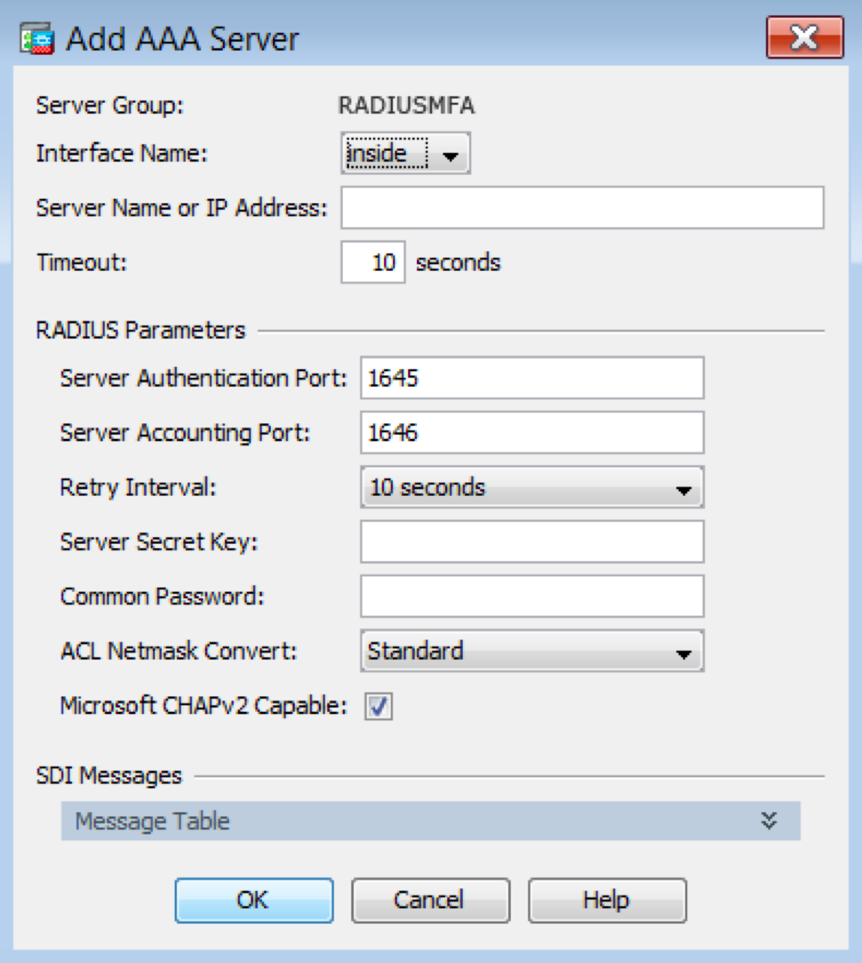 Add AAA Server
Server Group: RADIUSMFA
Interface Name: inside
Server Name or IP Address:
Timeout: 10 seconds
RADIUS Parameters
Server Authentication Port: 1645
Server Accounting Port: 1646
Retry Interval: 10 seconds
Server Secret Key:
Common Password:
ACL Netmask Convert: Standard
Microsoft CHAPv2 Capable:
SDI Messages
Message Table
OK Cancel Help